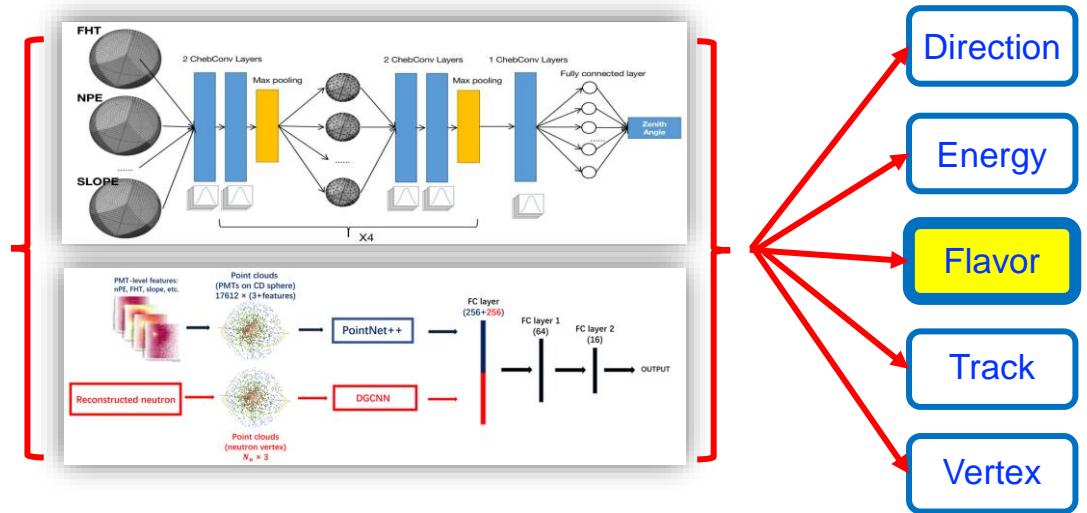 FHT
NPE
......
SLOPE
2 ChebConv Layers
Max pooling
......
2 ChebConv Layers
Max pooling
1 ChebConv Layers
Fully connected layer
......
Zenith
Angle
X4
PMT-level features:
nPE, FHT, slope, etc.
Point clouds
(PMTs on CD sphere)
17612 × (3+features)
PointNet++
FC layer
(256+256)
FC layer 1
(64)
FC layer 2
(16)
OUTPUT
Reconstructed neutron
DGCNN
Point clouds
(neutron vertex)
Nₙ × 3
Direction
Energy
Flavor
Track
Vertex